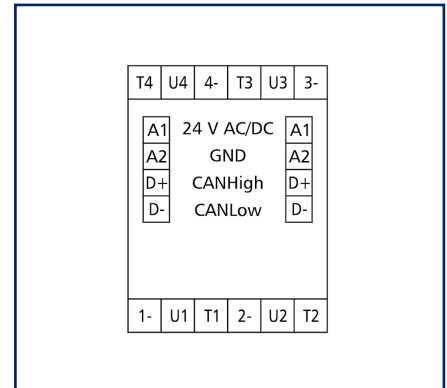 T4 U4 4- T3 U3 3-
A1 24 V AC/DC A1
A2 GND A2
D+ CANHigh D+
D- CANLow D-
1- U1 T1 2- U2 T2